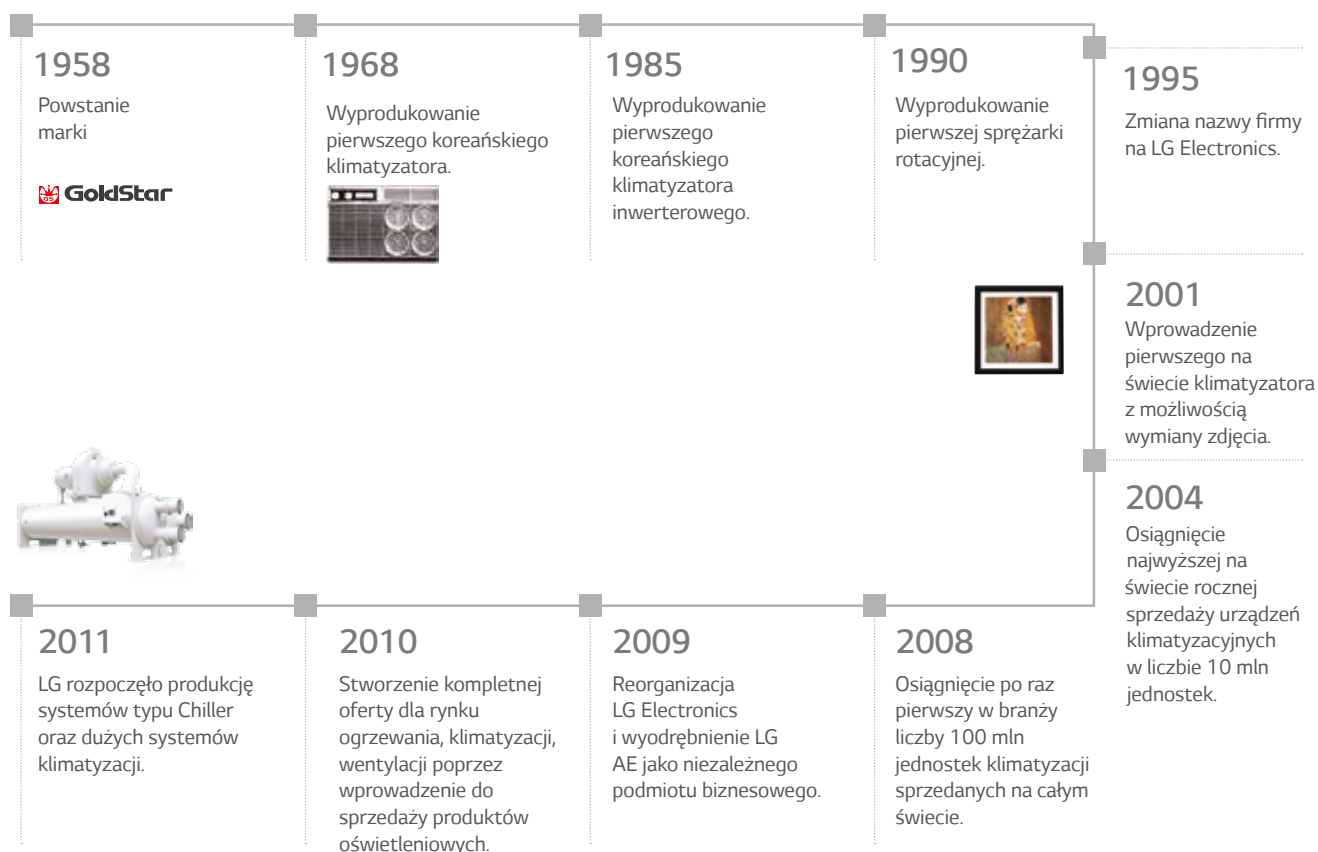 1958
Powstanie
marki
GS GoldStar
1968
Wyprodukowanie
pierwszego koreańskiego
klimatyzatora.
1985
Wyprodukowanie
pierwszego
koreańskiego
klimatyzatora
inwerterowego.
1990
Wyprodukowanie
pierwszej sprężarki
rotacyjnej.
1995
Zmiana nazwy firmy
na LG Electronics.
2001
Wprowadzenie
pierwszego na
świecie klimatyzatora
z możliwością
wymiany zdjęcia.
2004
Osiągnięcie
najwyższej na
świecie rocznej
sprzedaży urządzeń
klimatyzacyjnych
w liczbie 10 mln
jednostek.
2008
Osiągnięcie po raz
pierwszy w branży
liczby 100 mln
jednostek klimatyzacji
sprzedanych na całym
świecie.
2009
Reorganizacja
LG Electronics
i wyodrębnienie LG
AE jako niezależnego
podmiotu biznesowego.
2010
Stworzenie kompletnej
oferty dla rynku
ogrzewania, klimatyzacji,
wentylacji poprzez
wprowadzenie do
sprzedaży produktów
oświetleniowych.
2011
LG rozpoczęło produkcję
systemów typu Chiller
oraz dużych systemów
klimatyzacji.